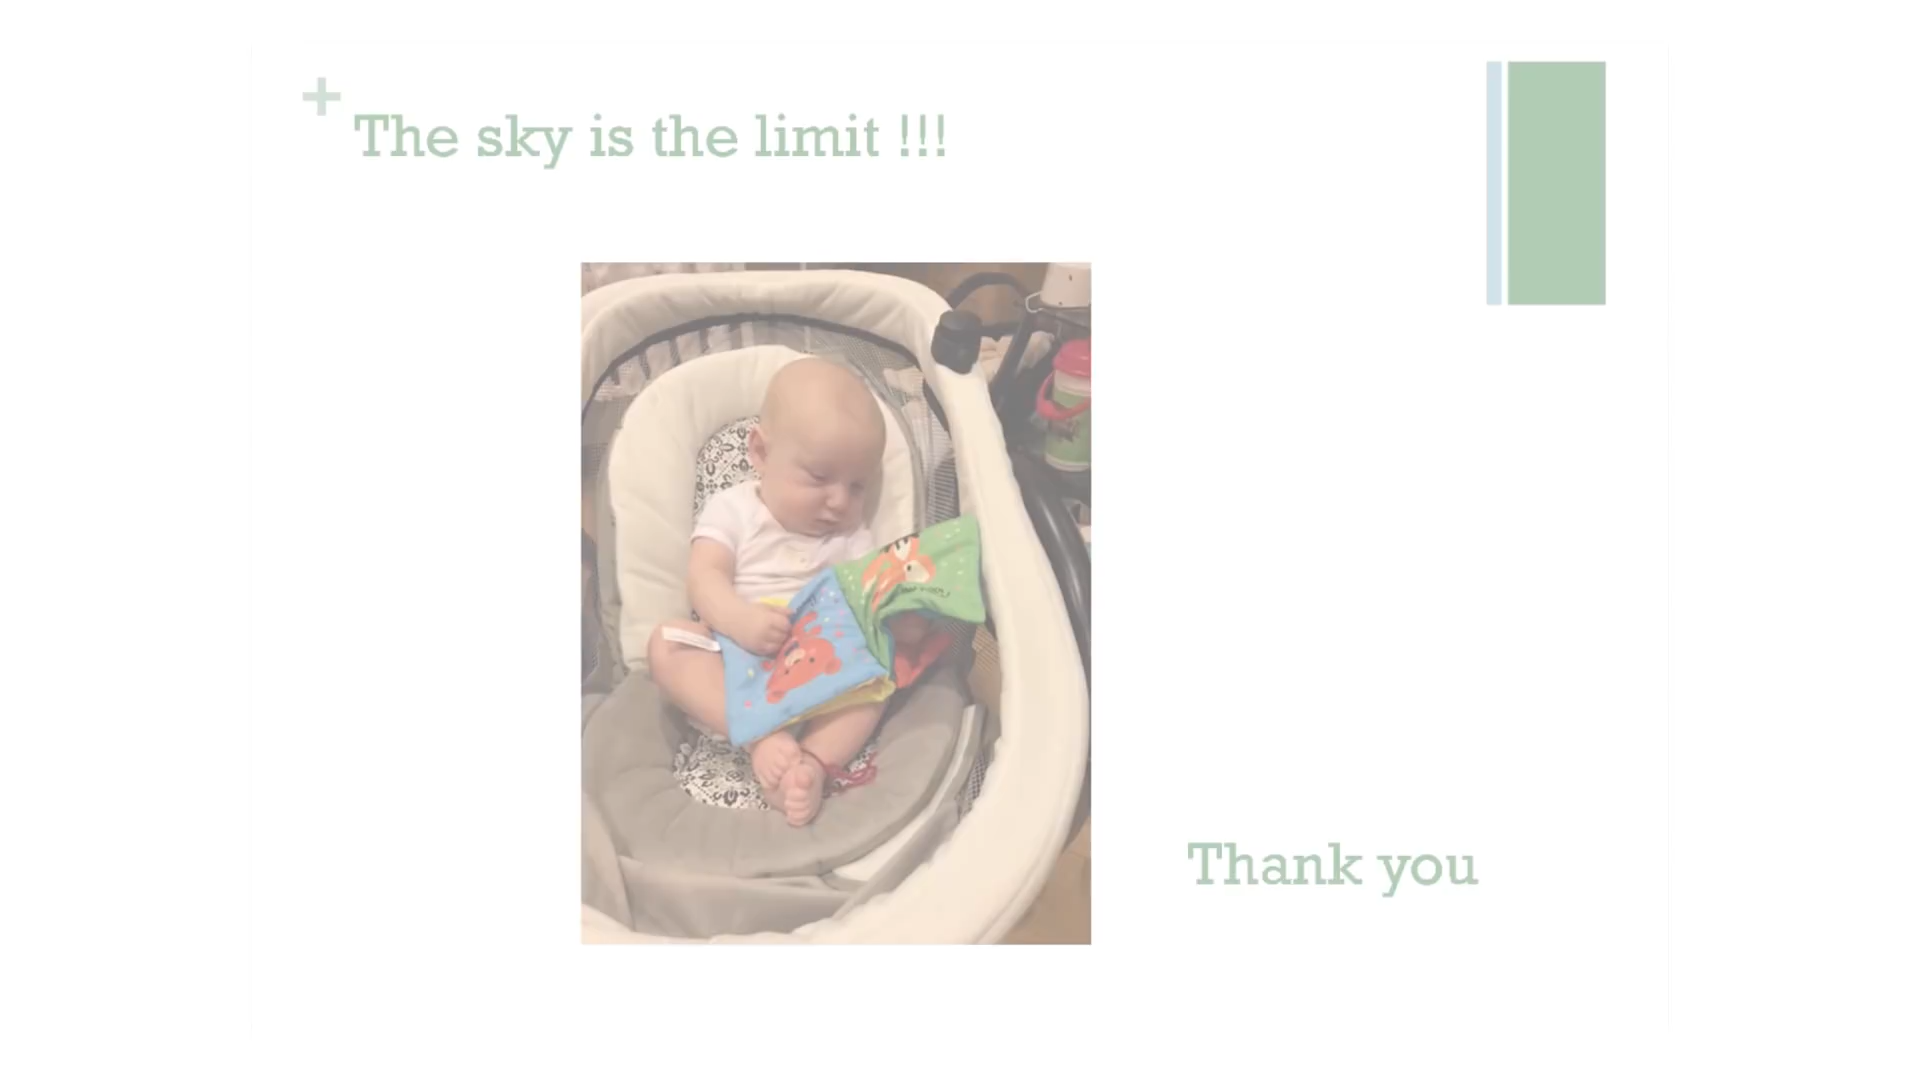 +
The sky is the limit !!!
Thank you